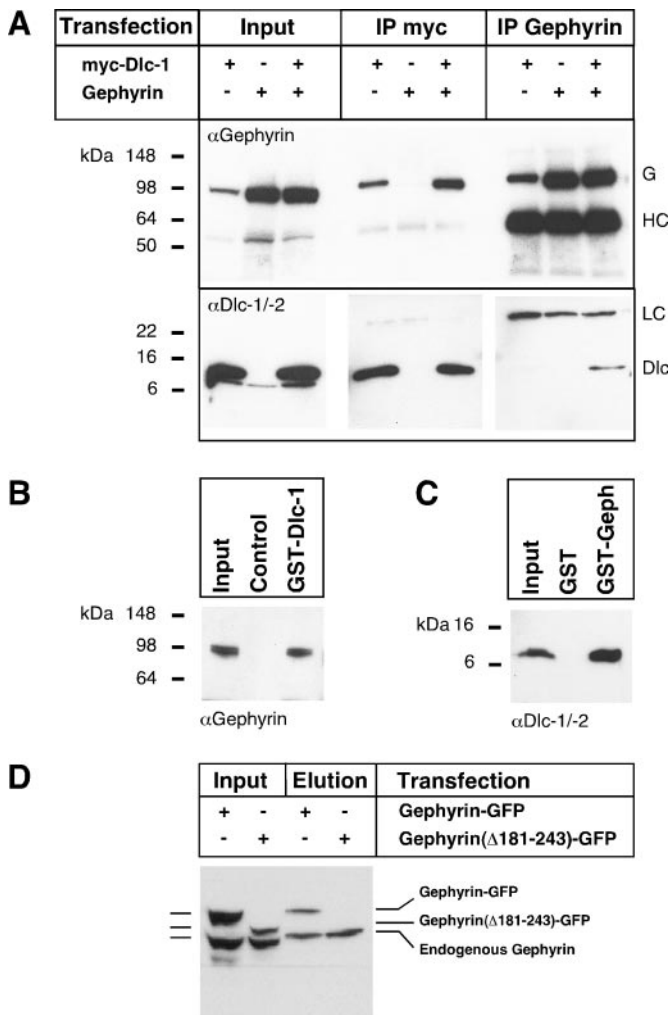 A
Transfection Input IP myc IP Gephyrin
myc-Dlc-1 + - + + - + + - +
Gephyrin - + + - + + - + +
αGephyrin
kDa 148
98
64
50
G
HC
αDlc-1/-2
22
16
6
LC
Dlc
B
Input Control GST-Dlc-1
kDa 148
98
64
αGephyrin
C
Input GST GST-Geph
kDa 16
6
αDlc-1/-2
D
Input Elution Transfection
+ - + - Gephyrin-GFP
- + - + Gephyrin(Δ181-243)-GFP
Gephyrin-GFP
Gephyrin(Δ181-243)-GFP
Endogenous Gephyrin